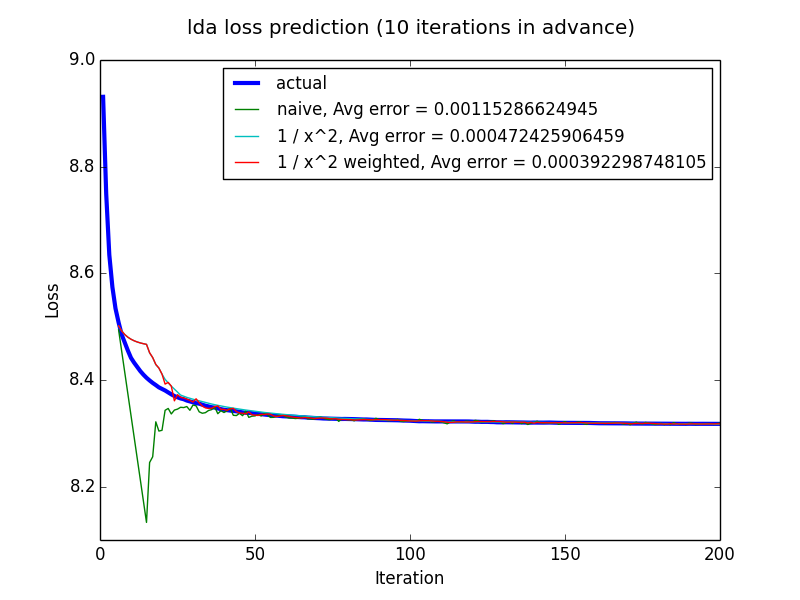 lda loss prediction (10 iterations in advance)
actual
naive, Avg error = 0.00115286624945
1 / x^2, Avg error = 0.000472425906459
1 / x^2 weighted, Avg error = 0.000392298748105
Loss
9.0
8.8
8.6
8.4
8.2
0 50 100 150 200
Iteration